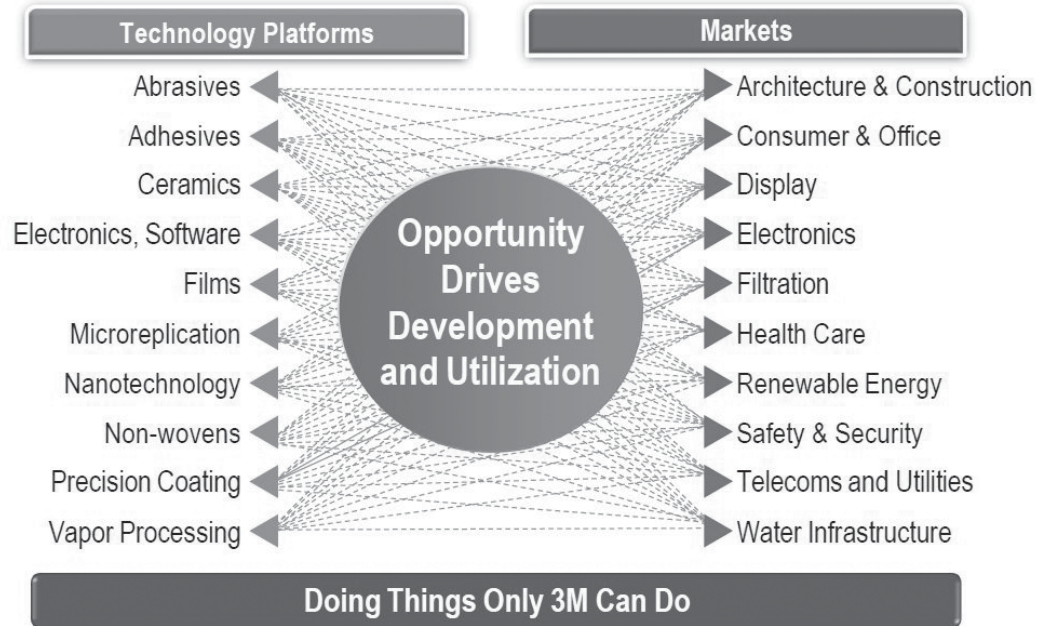 Technology Platforms
Markets
Abrasives
Adhesives
Ceramics
Electronics, Software
Films
Microreplication
Nanotechnology
Non-wovens
Precision Coating
Vapor Processing
Opportunity
Drives
Development
and Utilization
Architecture & Construction
Consumer & Office
Display
Electronics
Filtration
Health Care
Renewable Energy
Safety & Security
Telecoms and Utilities
Water Infrastructure
Doing Things Only 3M Can Do